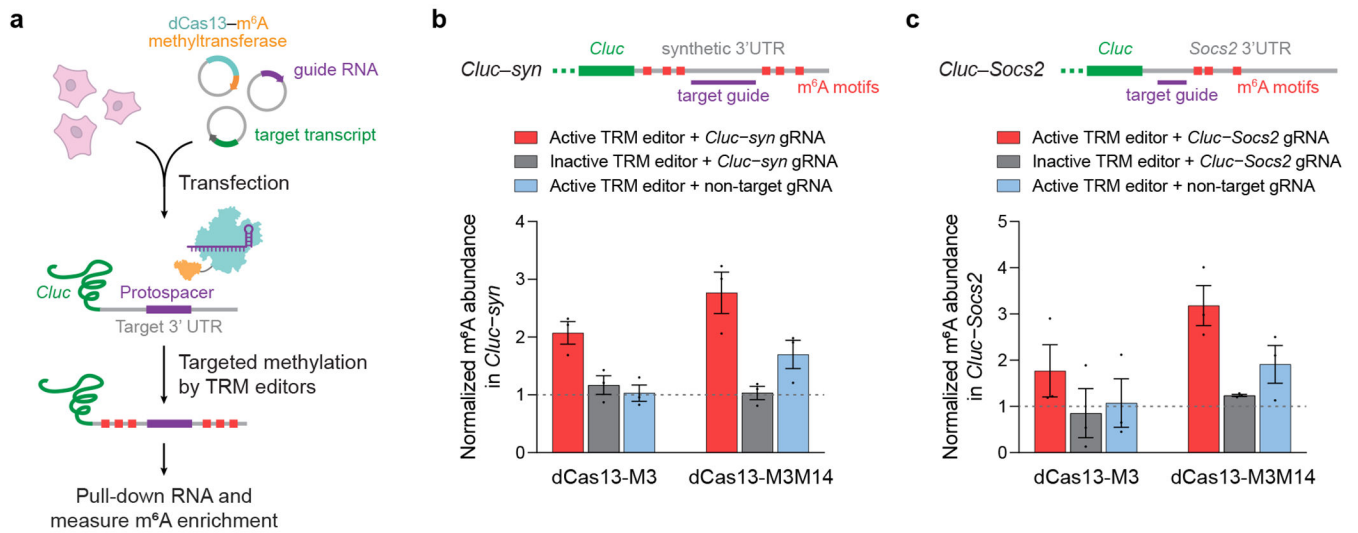 a
dCas13–m⁶A
methyltransferase
guide RNA
target transcript
Transfection
Cluc
Protospacer
Target 3' UTR
Targeted methylation
by TRM editors
Pull-down RNA and
measure m⁶A enrichment
b
Cluc
synthetic 3'UTR
Cluc–syn
target guide
m⁶A motifs
Active TRM editor + Cluc–syn gRNA
Inactive TRM editor + Cluc–syn gRNA
Active TRM editor + non-target gRNA
Normalized m⁶A abundance
in Cluc–syn
4
3
2
1
0
dCas13-M3
dCas13-M3M14
c
Cluc
Socs2 3'UTR
Cluc–Socs2
target guide
m⁶A motifs
Active TRM editor + Cluc–Socs2 gRNA
Inactive TRM editor + Cluc–Socs2 gRNA
Active TRM editor + non-target gRNA
Normalized m⁶A abundance
in Cluc–Socs2
5
4
3
2
1
0
dCas13-M3
dCas13-M3M14